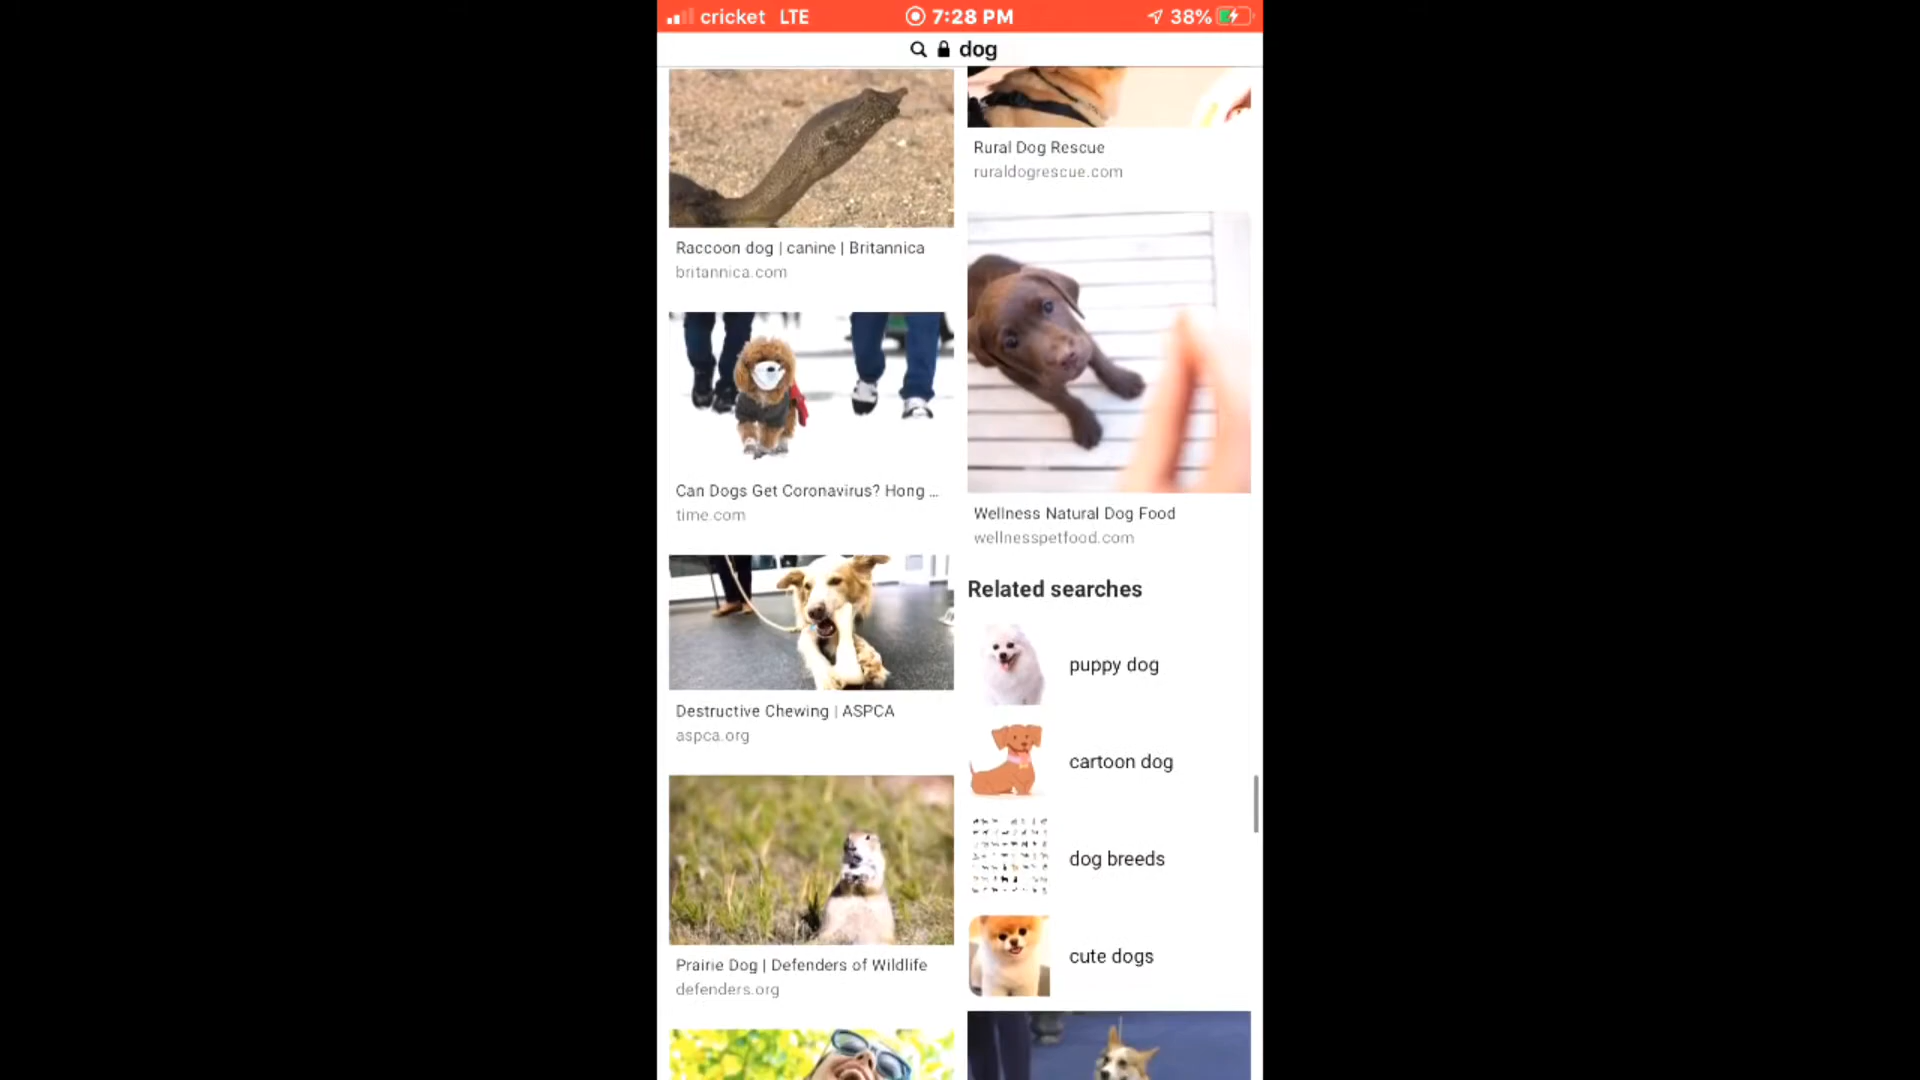 cricket LTE 7:28 PM 38%
dog
Raccoon dog | canine | Britannica
britannica.com
Can Dogs Get Coronavirus? Hong ...
time.com
Destructive Chewing | ASPCA
aspca.org
Prairie Dog | Defenders of Wildlife
defenders.org
Rural Dog Rescue
ruraldogrescue.com
Wellness Natural Dog Food
wellnesspetfood.com
Related searches
puppy dog
cartoon dog
dog breeds
cute dogs